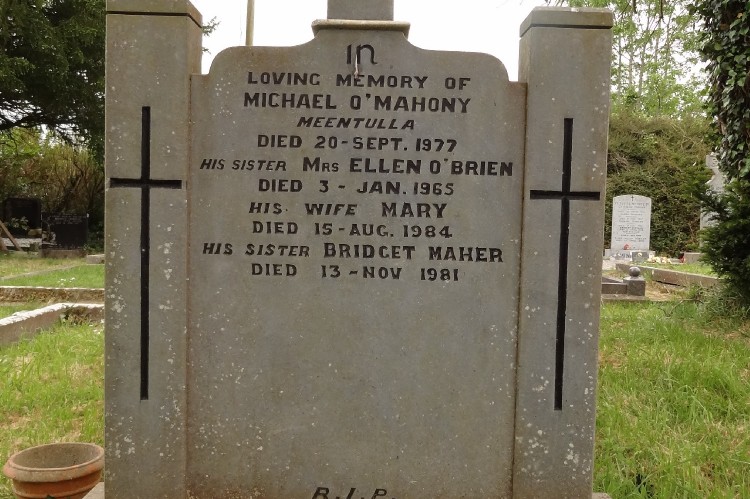 In
LOVING MEMORY OF
MICHAEL O'MAHONY
MEENTULLA
DIED 20-SEPT. 1977
HIS SISTER MRS ELLEN O'BRIEN
DIED 3 - JAN. 1965
HIS WIFE MARY
DIED 15-AUG. 1984
HIS SISTER BRIDGET MAHER
DIED 13-NOV 1981
R.I.P.